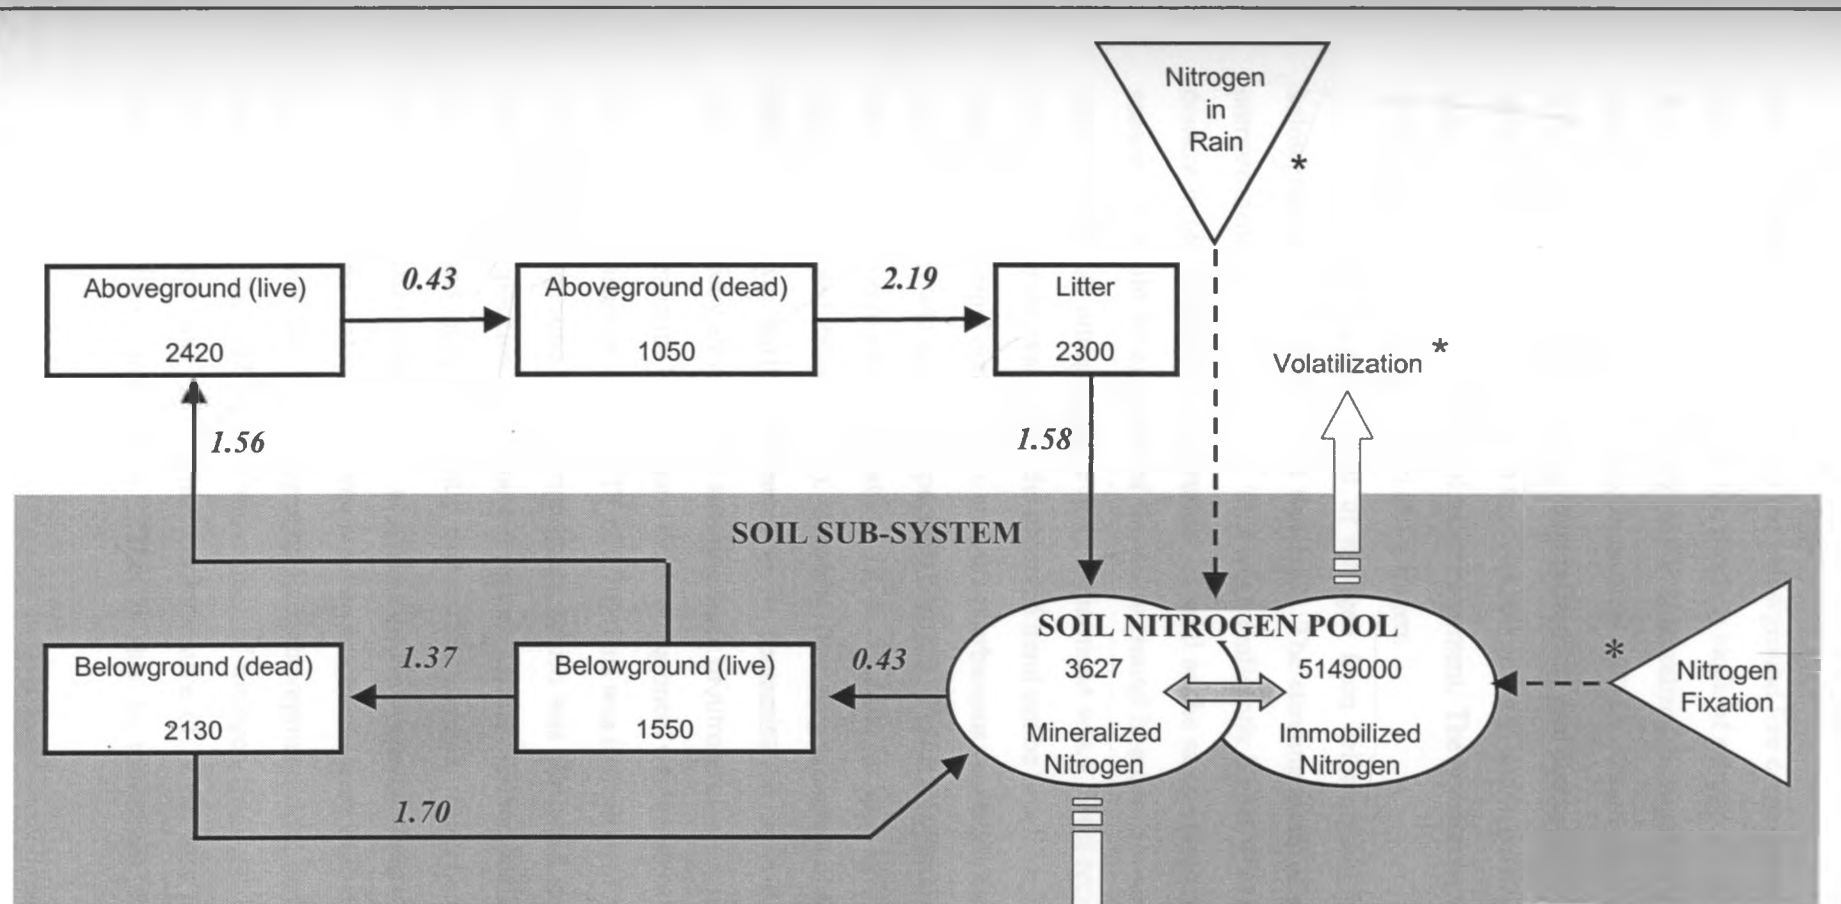 Nitrogen
in
Rain
*
Aboveground (live)
2420
0.43
Aboveground (dead)
1050
2.19
Litter
2300
Volatilization *
1.56
1.58
SOIL SUB-SYSTEM
SOIL NITROGEN POOL
Belowground (dead)
2130
1.37
Belowground (live)
1550
0.43
3627
Mineralized
Nitrogen
5149000
Immobilized
Nitrogen
*
Nitrogen
Fixation
1.70